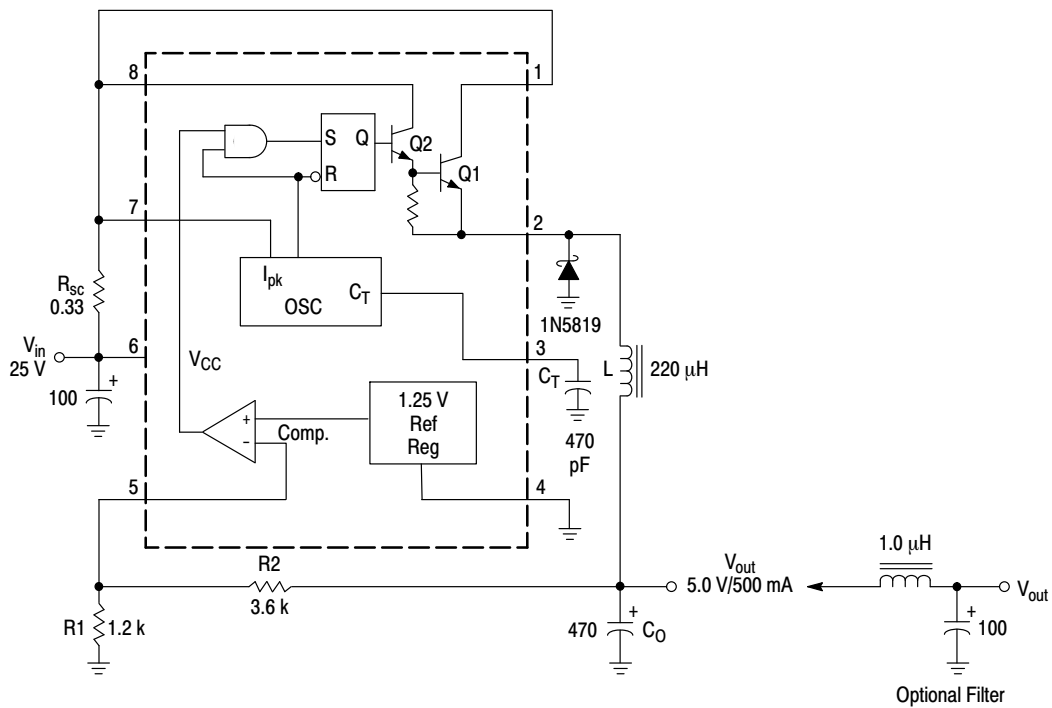 8
1
S
Q
Q2
R
Q1
7
2
Ipk
CT
OSC
Rsc
0.33
1N5819
Vin
25 V
6
VCC
3
CT
L
220 µH
100
1.25 V
Ref
Reg
+
−
Comp.
470
pF
5
4
R2
3.6 k
Vout
5.0 V/500 mA
1.0 µH
Vout
R1
1.2 k
470
+
CO
+
100
+
Optional Filter